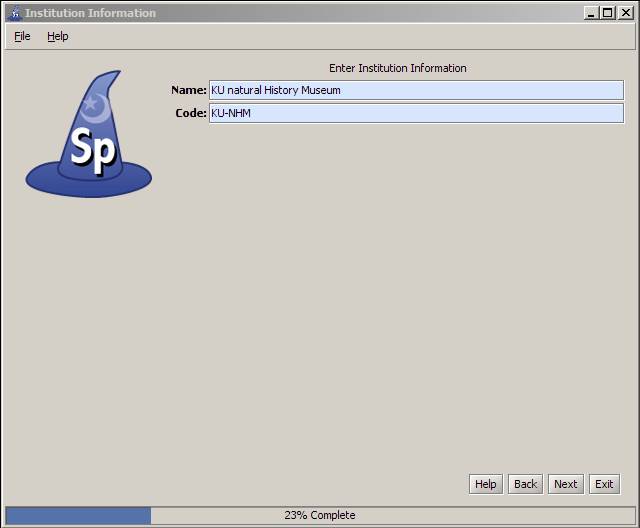 Institution Information
File Help
Enter Institution Information
Name: KU natural History Museum
Code: KU-NHM
Sp
Help Back Next Exit
23% Complete